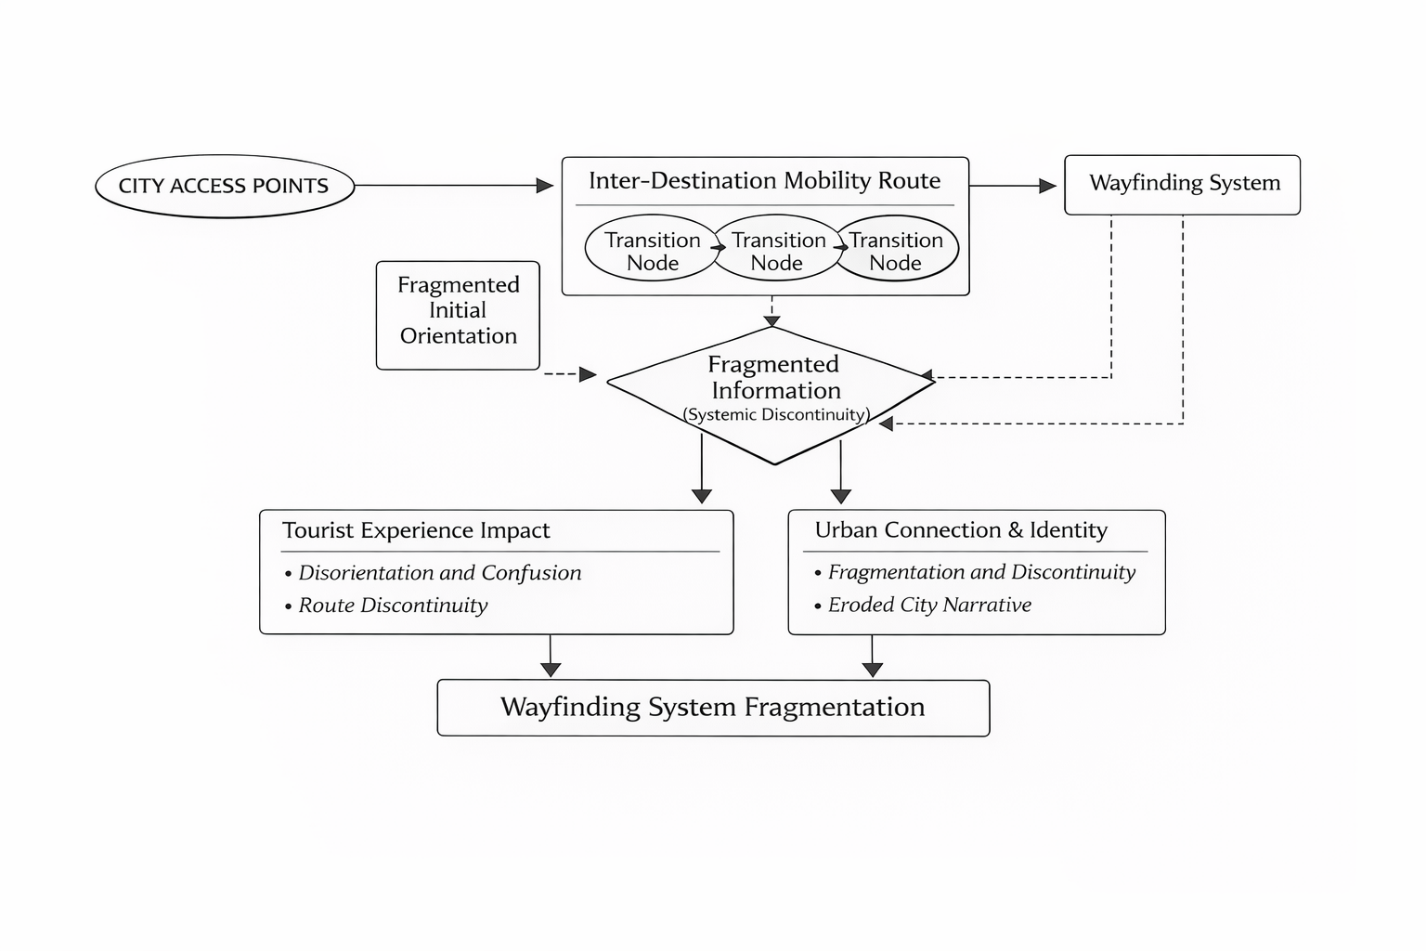 CITY ACCESS POINTS
Inter-Destination Mobility Route
Wayfinding System
Transition
Node
Transition
Node
Transition
Node
Fragmented
Initial
Orientation
Fragmented
Information
(Systemic Discontinuity)
Tourist Experience Impact
• Disorientation and Confusion
• Route Discontinuity
Urban Connection & Identity
• Fragmentation and Discontinuity
• Eroded City Narrative
Wayfinding System Fragmentation